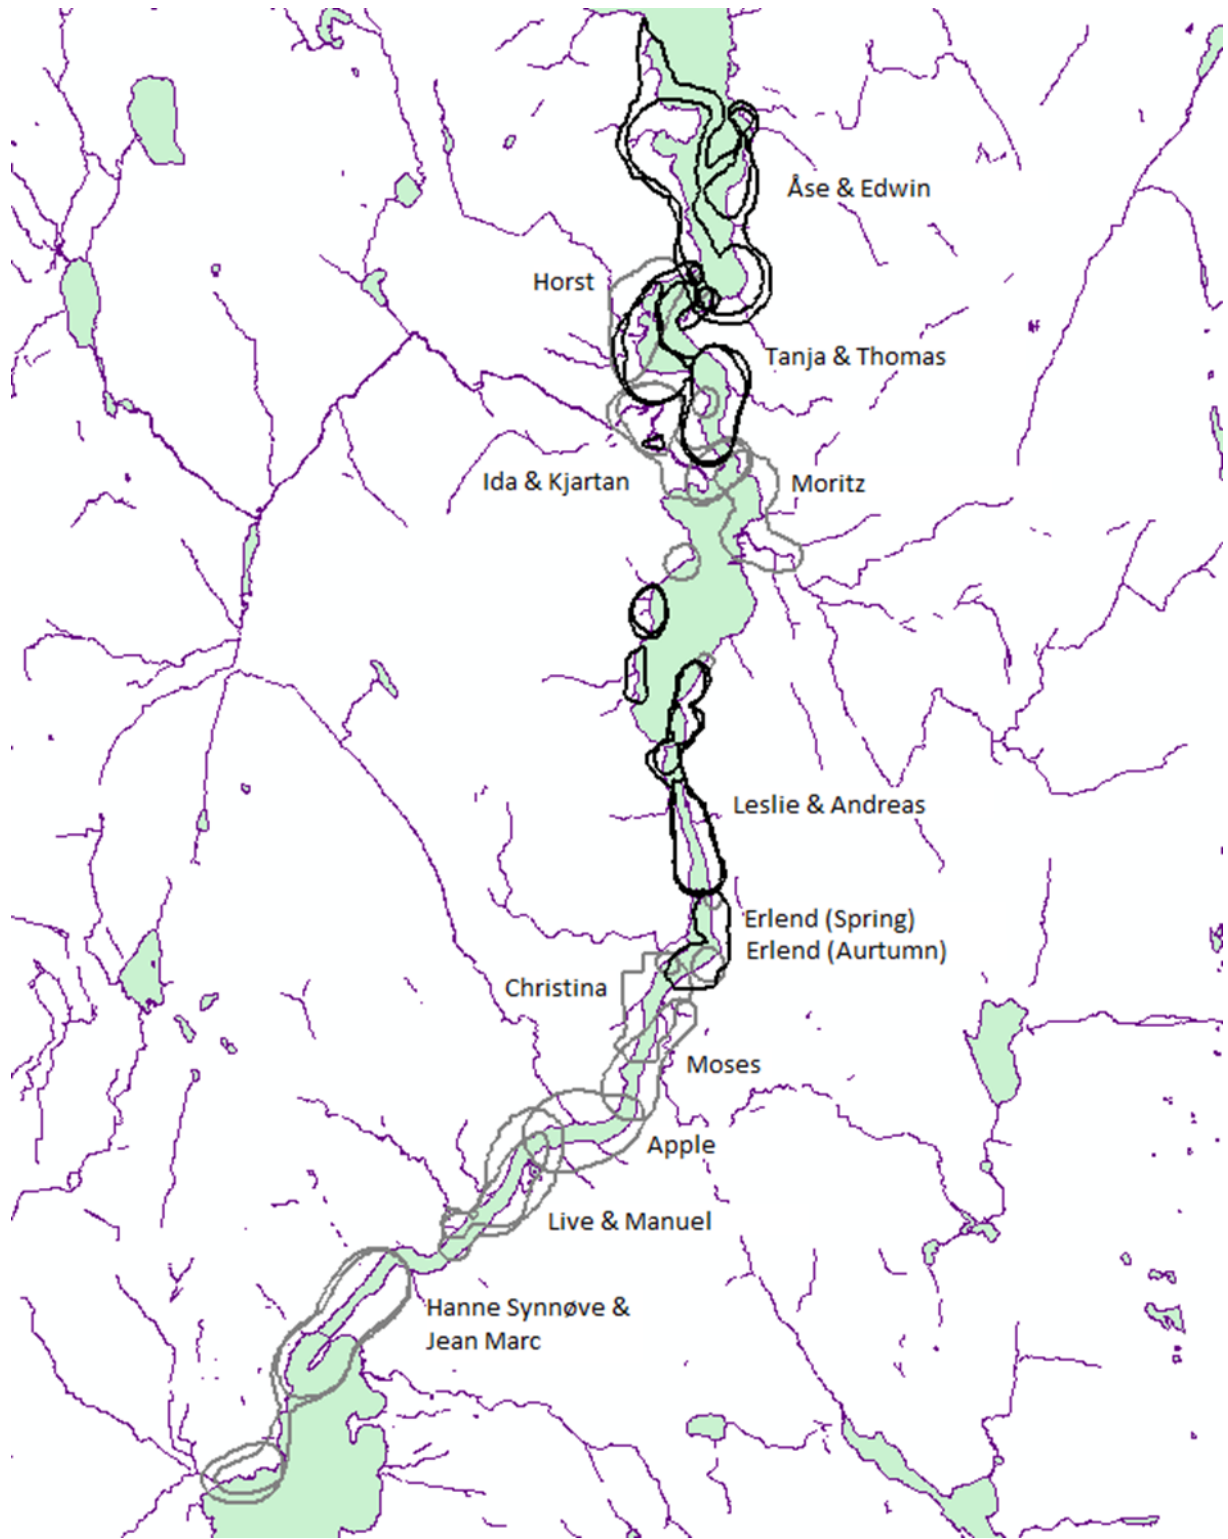 Åse & Edwin
Horst
Tanja & Thomas
Ida & Kjartan
Moritz
Leslie & Andreas
Erlend (Spring)
Erlend (Aurtumn)
Christina
Moses
Apple
Live & Manuel
Hanne Synnøve &
Jean Marc